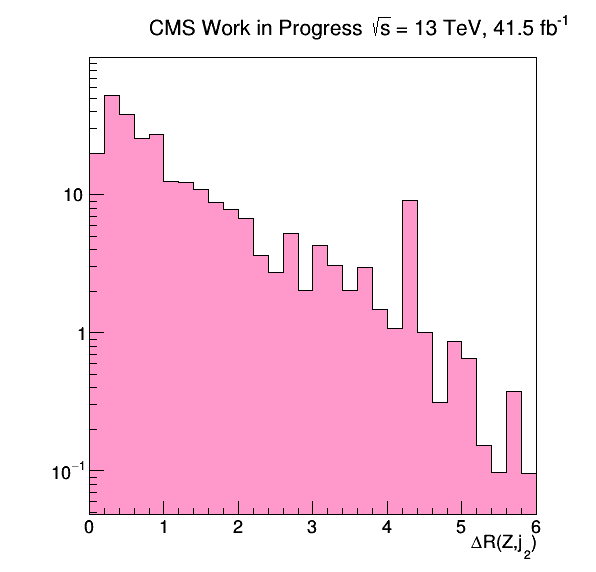 CMS Work in Progress √s = 13 TeV, 41.5 fb⁻¹
10
1
10⁻¹
0 1 2 3 4 5 6
ΔR(Z,j₂)